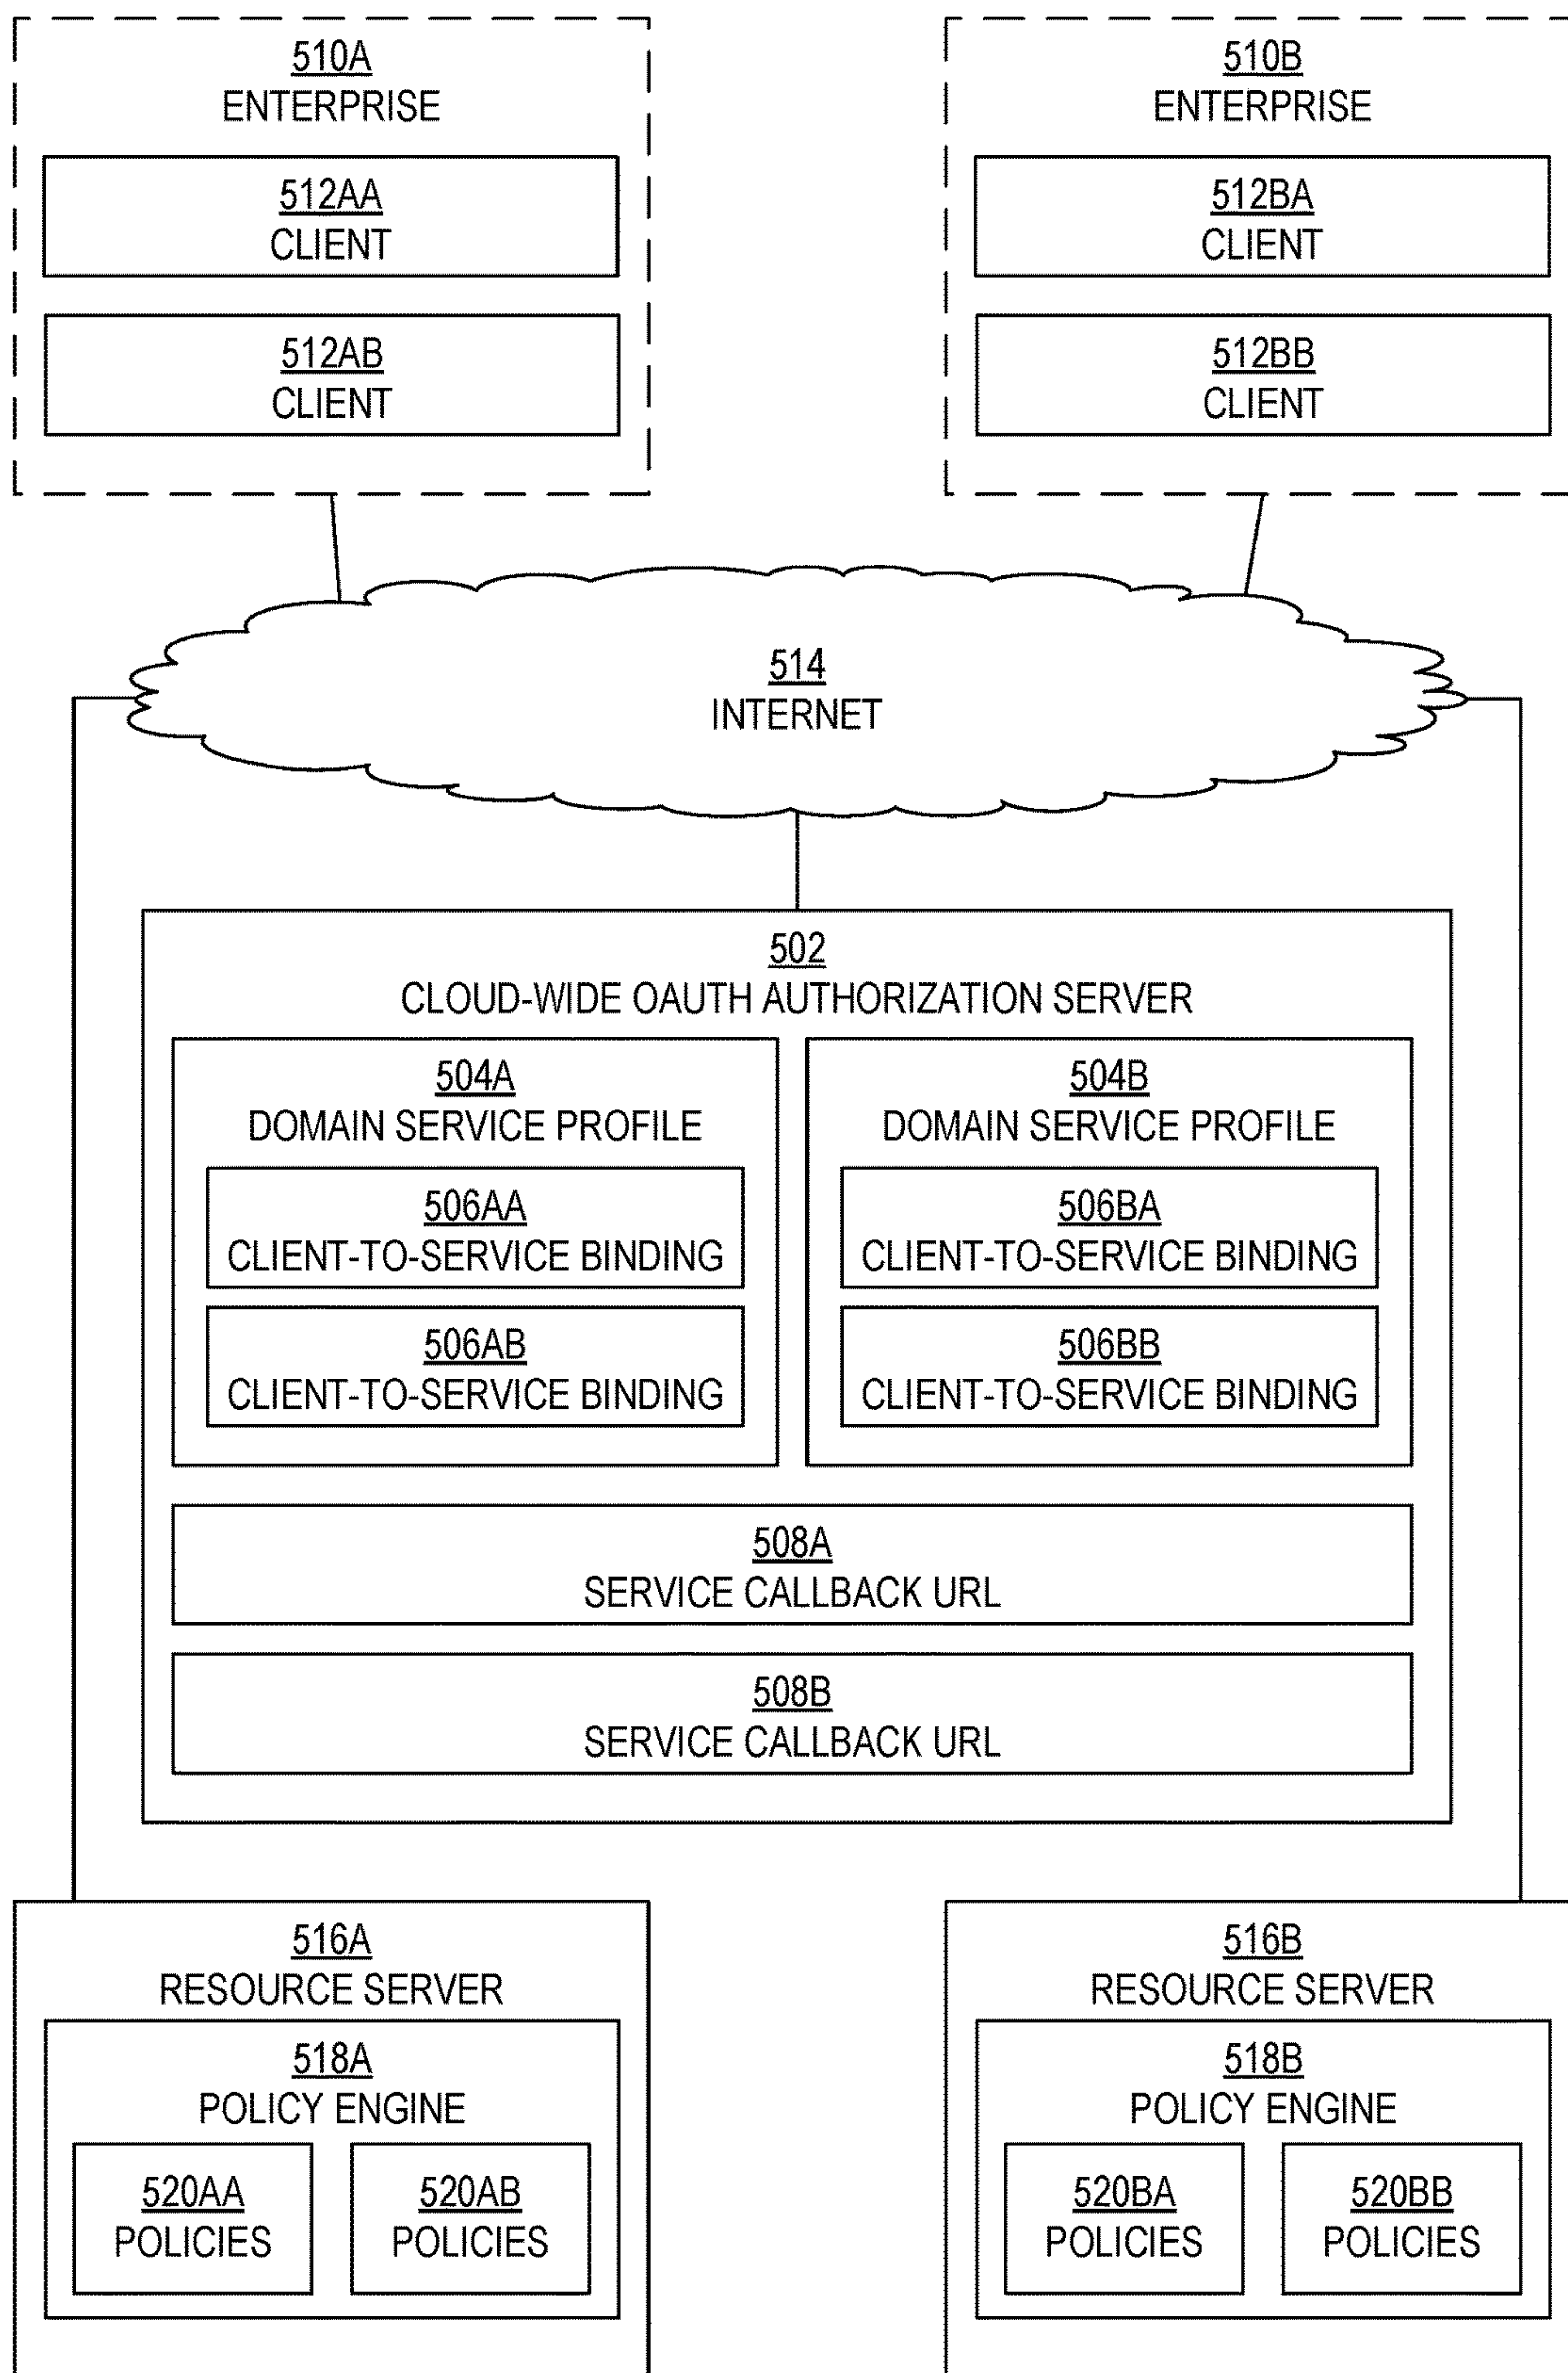 510A
ENTERPRISE
512AA
CLIENT
512AB
CLIENT
510B
ENTERPRISE
512BA
CLIENT
512BB
CLIENT
514
INTERNET
502
CLOUD-WIDE OAUTH AUTHORIZATION SERVER
504A
DOMAIN SERVICE PROFILE
506AA
CLIENT-TO-SERVICE BINDING
506AB
CLIENT-TO-SERVICE BINDING
504B
DOMAIN SERVICE PROFILE
506BA
CLIENT-TO-SERVICE BINDING
506BB
CLIENT-TO-SERVICE BINDING
508A
SERVICE CALLBACK URL
508B
SERVICE CALLBACK URL
516A
RESOURCE SERVER
518A
POLICY ENGINE
520AA
POLICIES
520AB
POLICIES
516B
RESOURCE SERVER
518B
POLICY ENGINE
520BA
POLICIES
520BB
POLICIES